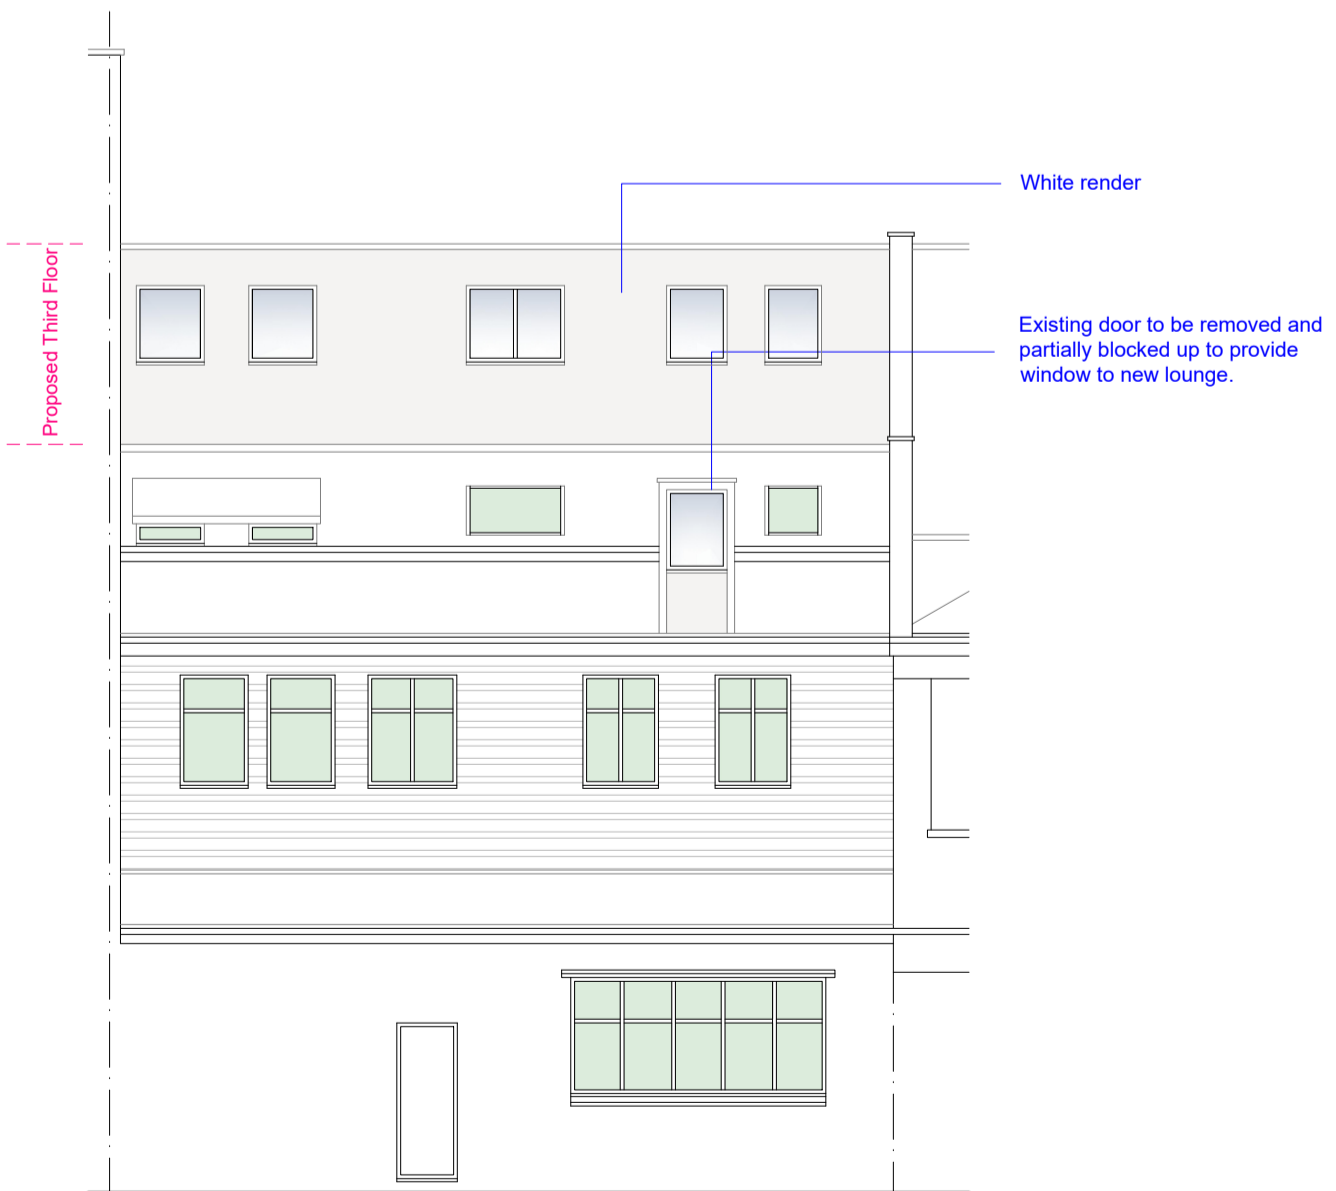 White render
Proposed Third Floor
Existing door to be removed and
partially blocked up to provide
window to new lounge.